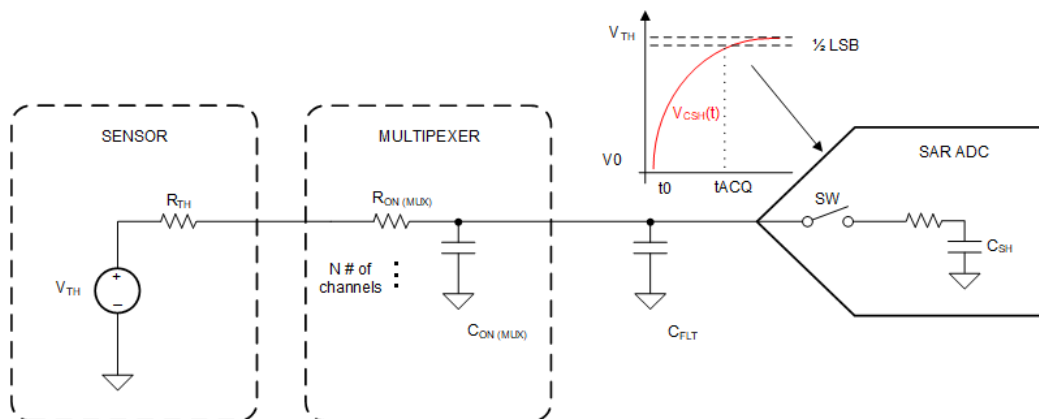 VTH
½ LSB
VCSH(t)
V0
t0
tACQ
SENSOR
MULTIPEXER
SAR ADC
RTH
RON (MUX)
SW
VTH
+
−
N # of
channels
CON (MUX)
CFLT
CSH